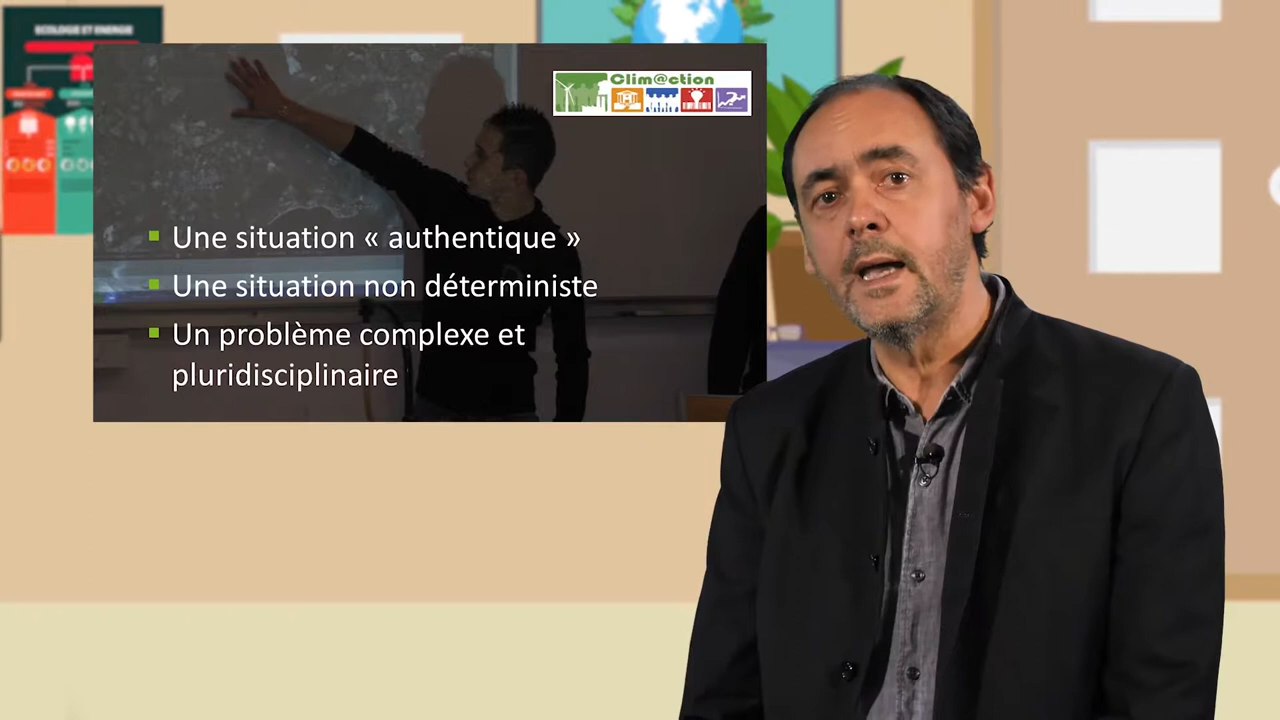 ECOLOGIE ET ENERGIE
Clim@ction
Une situation « authentique »
Une situation non déterministe
Un problème complexe et
pluridisciplinaire